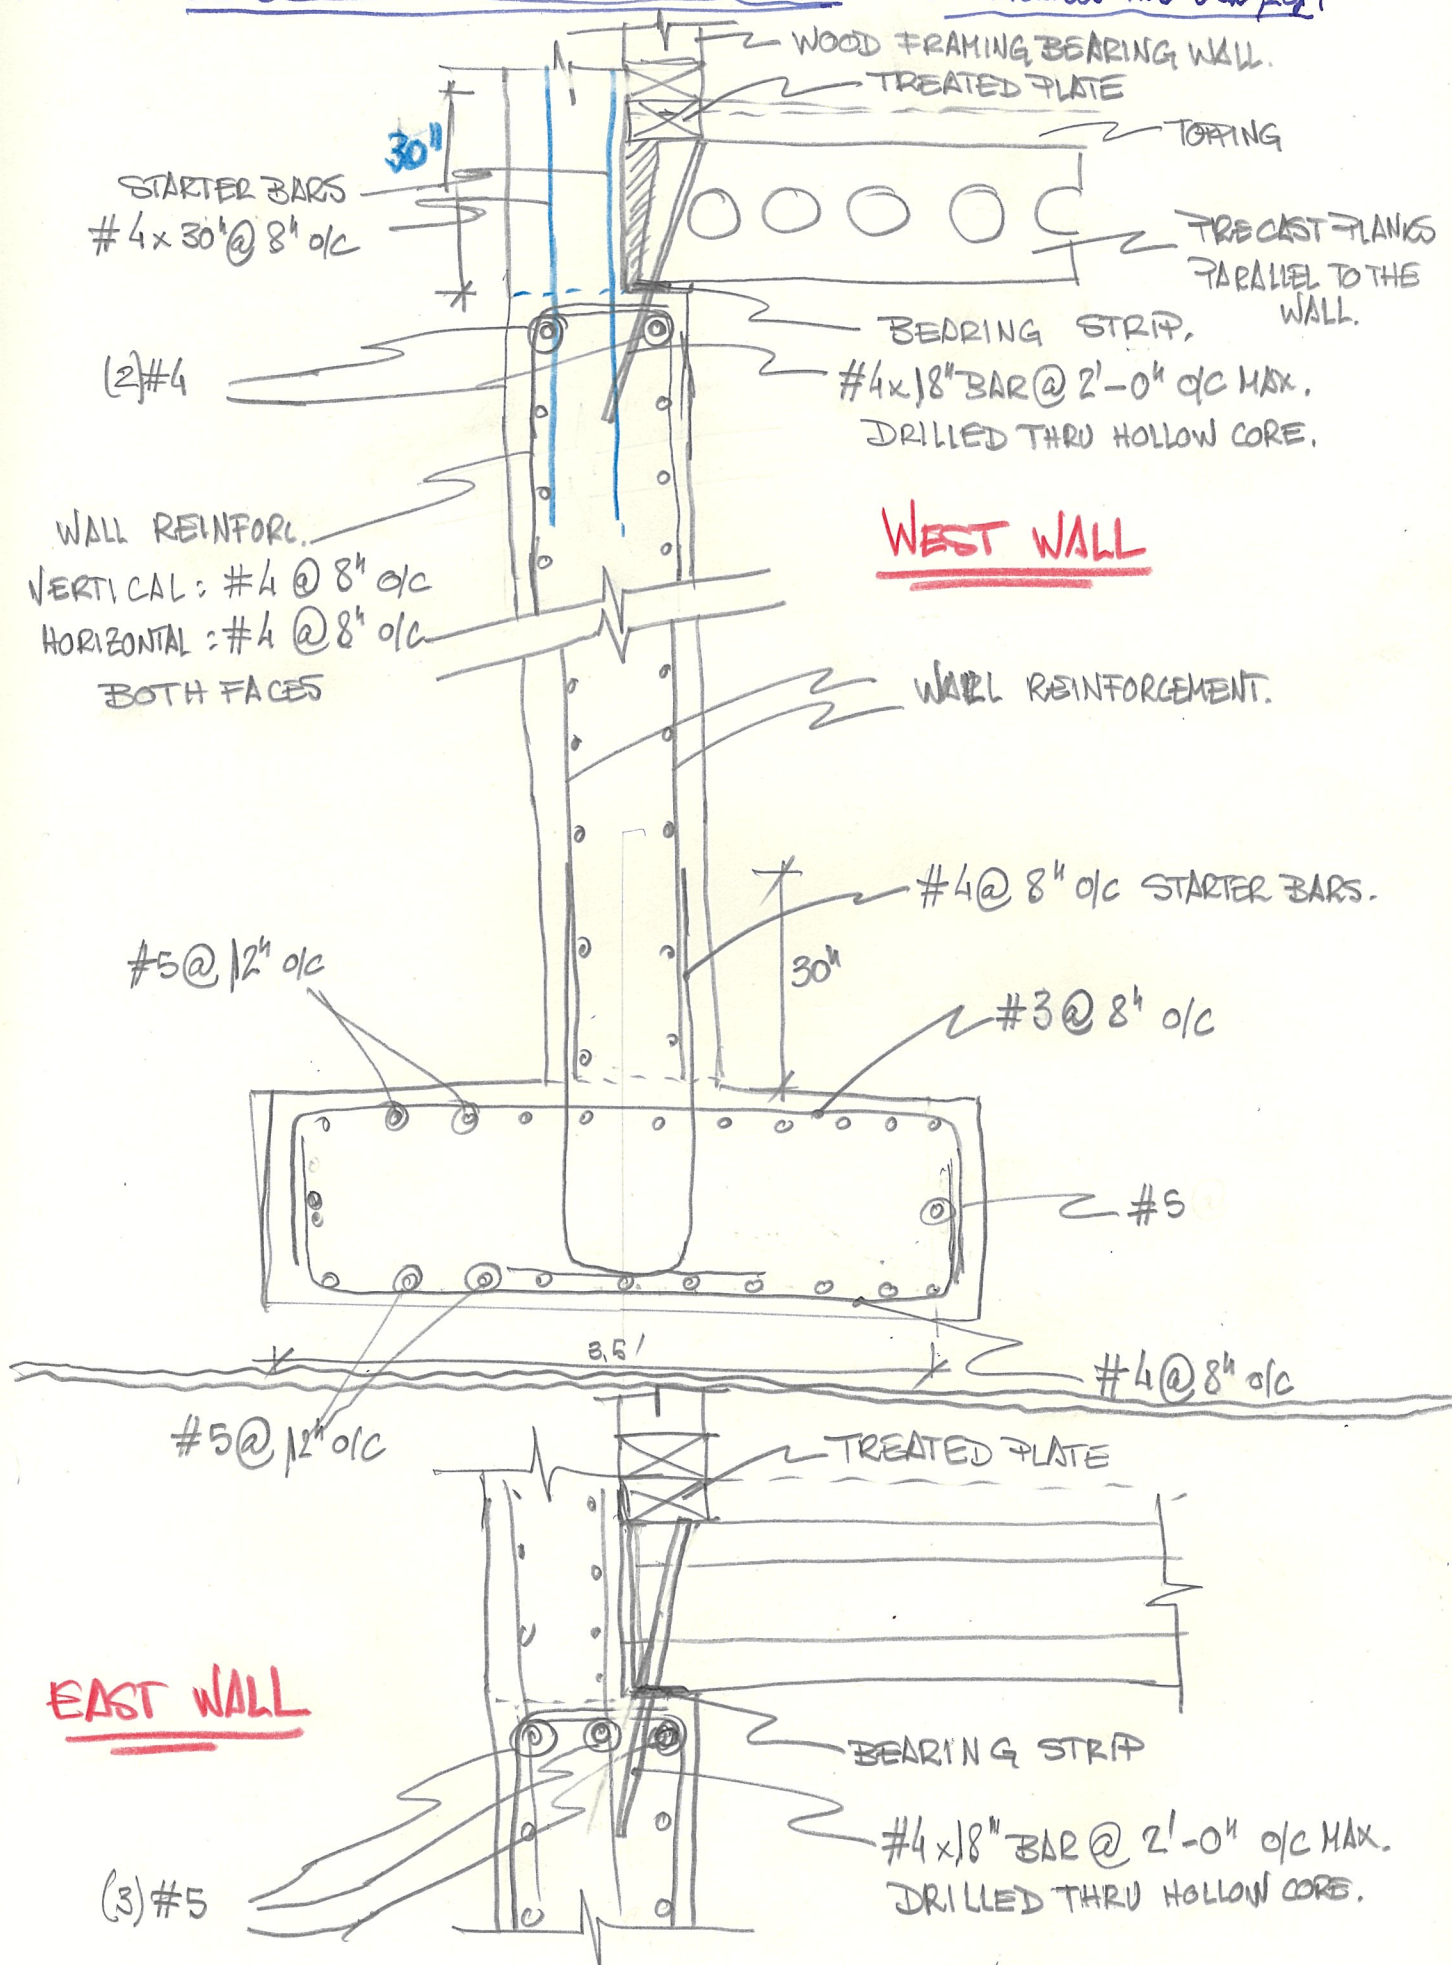 WOOD FRAMING BEARING WALL.
TREATED PLATE
TOPPING
30"
STARTER BARS
#4x30"@ 8" o/c
PRECAST PLANKS
PARALLEL TO THE
WALL.
BEARING STRIP.
(2)#4
#4x18" BAR @ 2'-0" o/c MAX.
DRILLED THRU HOLLOW CORE.
WEST WALL
WALL REINFORC.
VERTICAL: #4 @ 8" o/c
HORIZONTAL: #4 @ 8" o/c
BOTH FACES
WALL REINFORCEMENT.
#4@ 8" o/c STARTER BARS.
#5@12" o/c
30"
#3@ 8" o/c
#5
3,5'
#4@8" o/c
#5@12" o/c
TREATED PLATE
EAST WALL
BEARING STRIP
#4x18" BAR @ 2'-0" o/c MAX.
DRILLED THRU HOLLOW CORE.
(3)#5